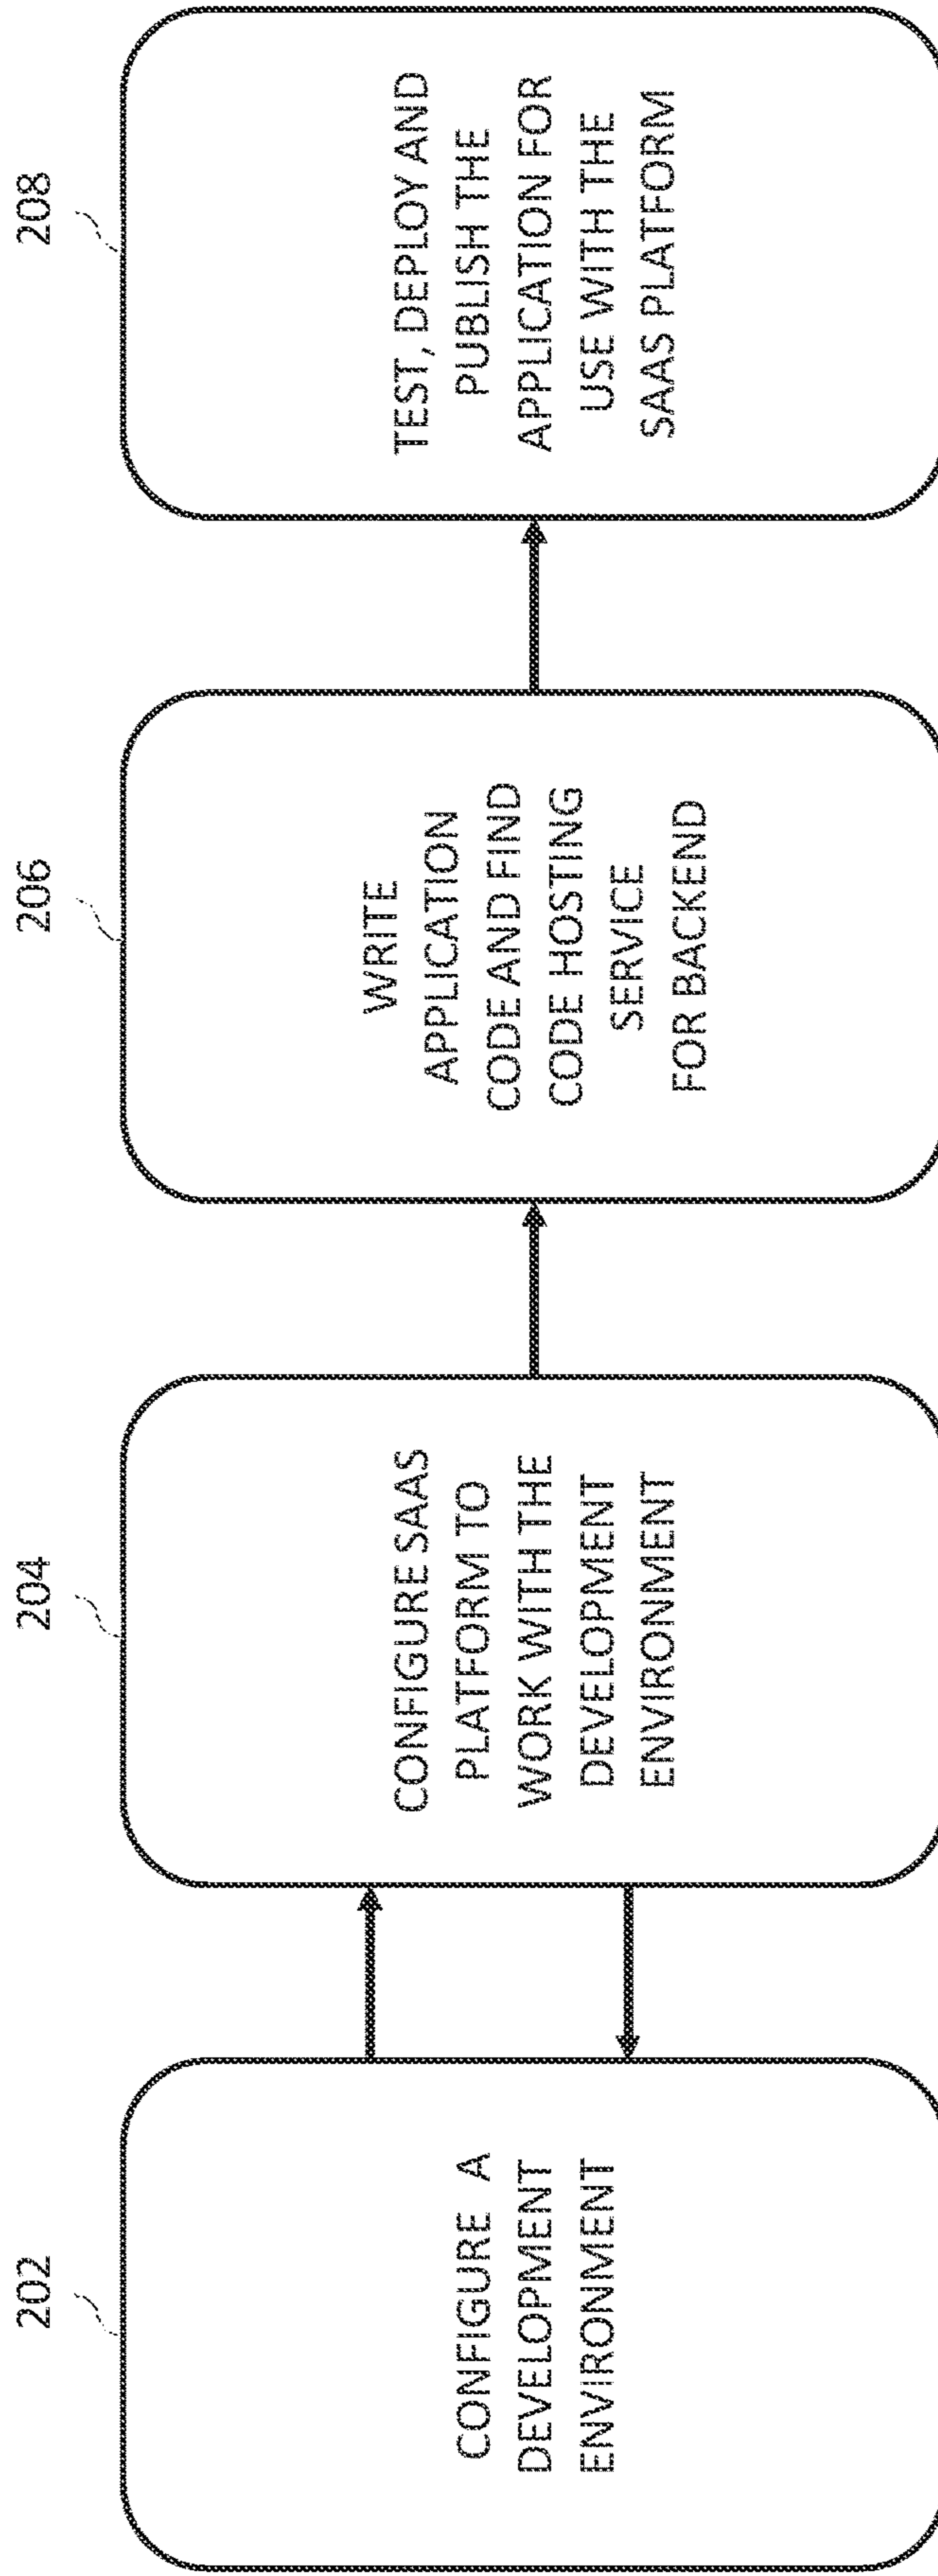 202
CONFIGURE A
DEVELOPMENT
ENVIRONMENT
204
CONFIGURE SAAS
PLATFORM TO
WORK WITH THE
DEVELOPMENT
ENVIRONMENT
206
WRITE
APPLICATION
CODE AND FIND
CODE HOSTING
SERVICE
FOR BACKEND
208
TEST, DEPLOY AND
PUBLISH THE
APPLICATION FOR
USE WITH THE
SAAS PLATFORM